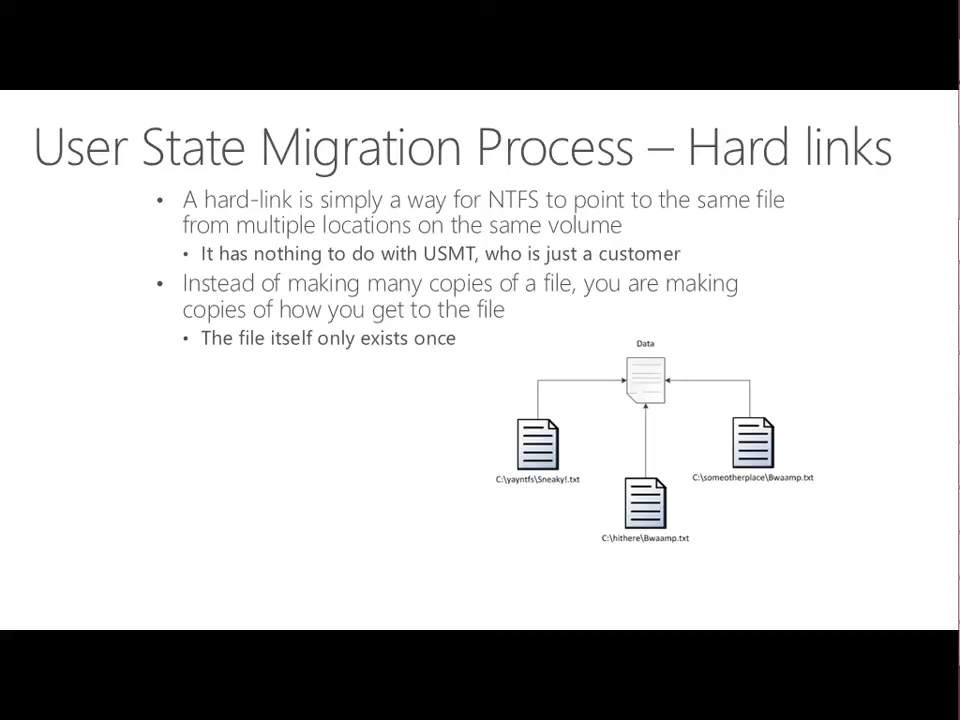 User State Migration Process – Hard links
• A hard-link is simply a way for NTFS to point to the same file
from multiple locations on the same volume
• It has nothing to do with USMT, who is just a customer
• Instead of making many copies of a file, you are making
copies of how you get to the file
• The file itself only exists once
Data
C:\yayntfs\Sneaky!.txt
C:\someotherplace\Bwaamp.txt
C:\hithere\Bwaamp.txt